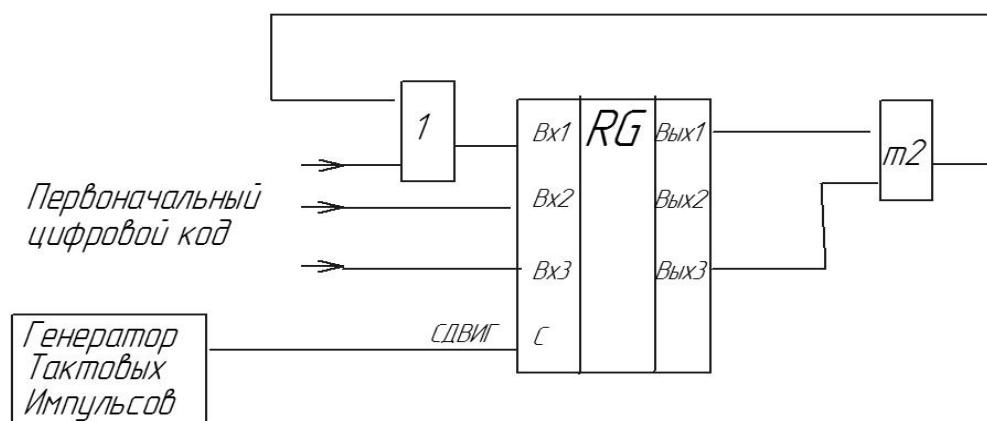 1
Вх1
RG
Вых1
m2
Первоначальный
цифровой код
Вх2
Вых2
Вх3
Вых3
СДВИГ
C
Генератор
Тактовых
Импульсов